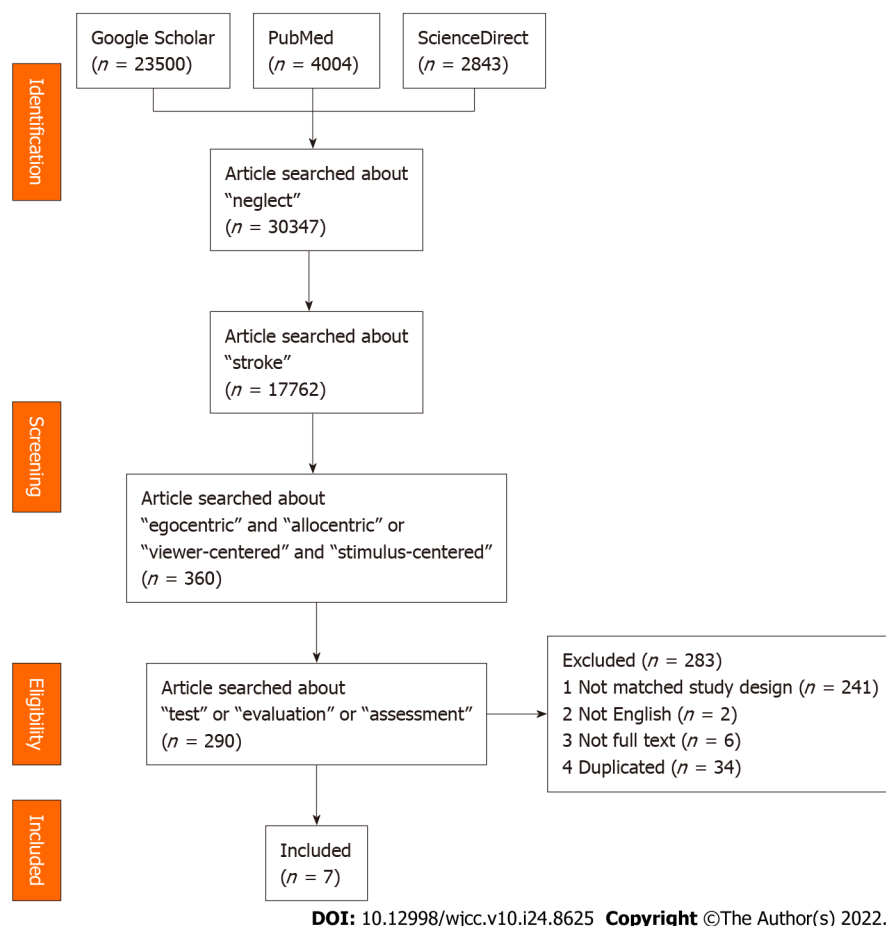 Google Scholar
(n = 23500)
PubMed
(n = 4004)
ScienceDirect
(n = 2843)
Identification
Article searched about
“neglect”
(n = 30347)
Article searched about
“stroke”
(n = 17762)
Screening
Article searched about
“egocentric” and “allocentric” or
“viewer-centered” and “stimulus-centered”
(n = 360)
Eligibility
Article searched about
“test” or “evaluation” or “assessment”
(n = 290)
Excluded (n = 283)
1 Not matched study design (n = 241)
2 Not English (n = 2)
3 Not full text (n = 6)
4 Duplicated (n = 34)
Included
Included
(n = 7)
DOI: 10.12998/wjcc.v10.i24.8625 Copyright ©The Author(s) 2022.